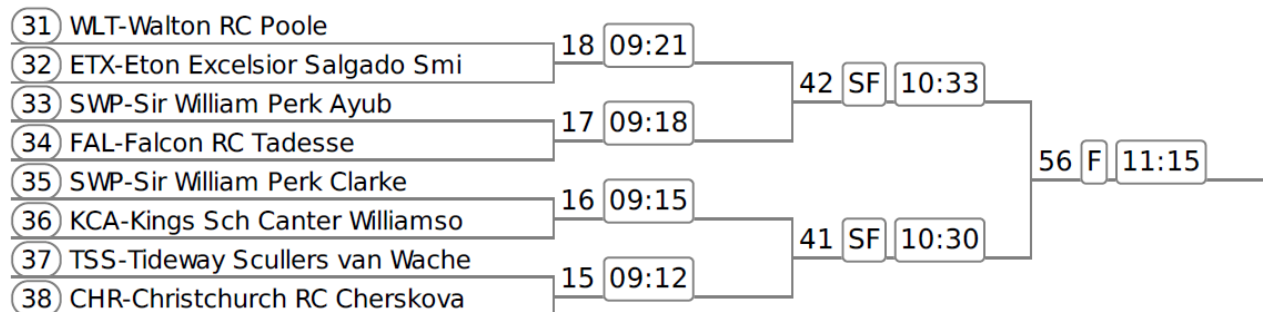 31 WLT-Walton RC Poole
18 09:21
32 ETX-Eton Excelsior Salgado Smi
42 SF 10:33
33 SWP-Sir William Perk Ayub
17 09:18
34 FAL-Falcon RC Tadesse
56 F 11:15
35 SWP-Sir William Perk Clarke
16 09:15
36 KCA-Kings Sch Canter Williamso
41 SF 10:30
37 TSS-Tideway Scullers van Wache
15 09:12
38 CHR-Christchurch RC Cherskova